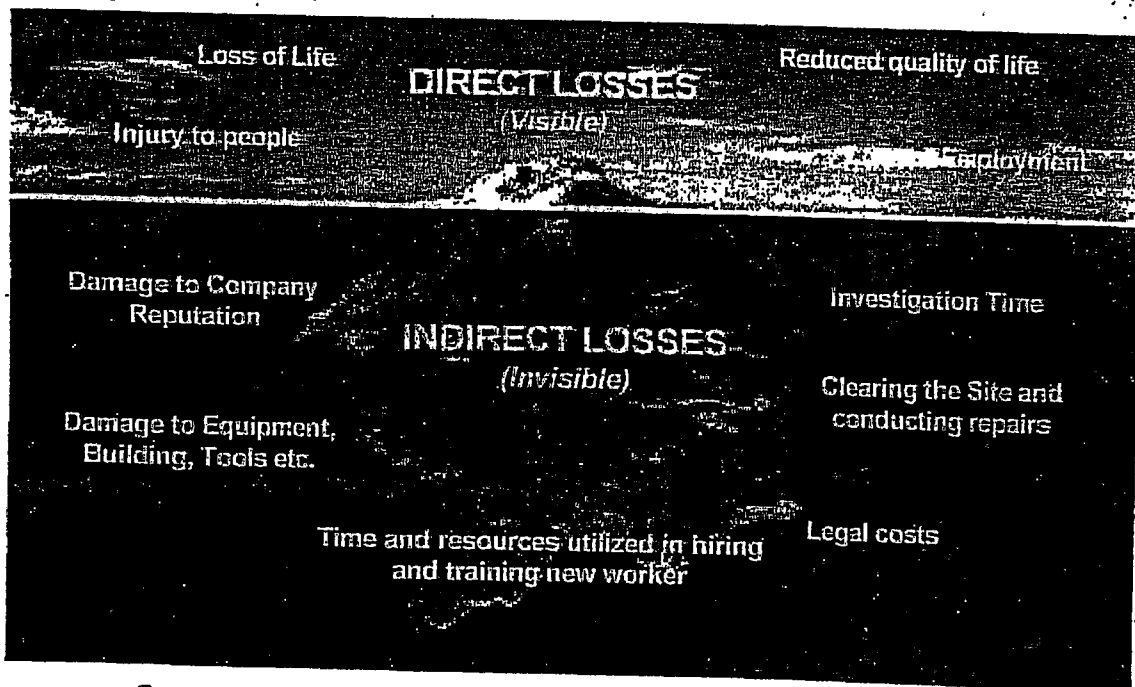 Loss of Life
DIRECT LOSSES
(Visible)
Reduced quality of life
Injury to people
Employment
Damage to Company
Reputation
INDIRECT LOSSES
(Invisible)
Investigation Time
Damage to Equipment,
Building, Tools etc.
Clearing the Site and
conducting repairs
Time and resources utilized in hiring
and training new worker
Legal costs